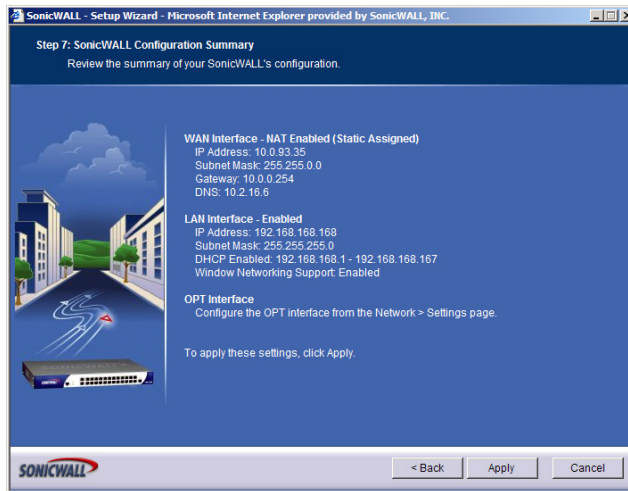 SonicWALL - Setup Wizard - Microsoft Internet Explorer provided by SonicWALL, INC.
Step 7: SonicWALL Configuration Summary
Review the summary of your SonicWALL's configuration.
WAN Interface - NAT Enabled (Static Assigned)
IP Address: 10.0.93.35
Subnet Mask: 255.255.0.0
Gateway: 10.0.0.254
DNS: 10.2.16.6
LAN Interface - Enabled
IP Address: 192.168.168.168
Subnet Mask: 255.255.255.0
DHCP Enabled: 192.168.168.1 - 192.168.168.167
Window Networking Support: Enabled
OPT Interface
Configure the OPT interface from the Network > Settings page.
To apply these settings, click Apply.
SONICWALL
< Back Apply Cancel